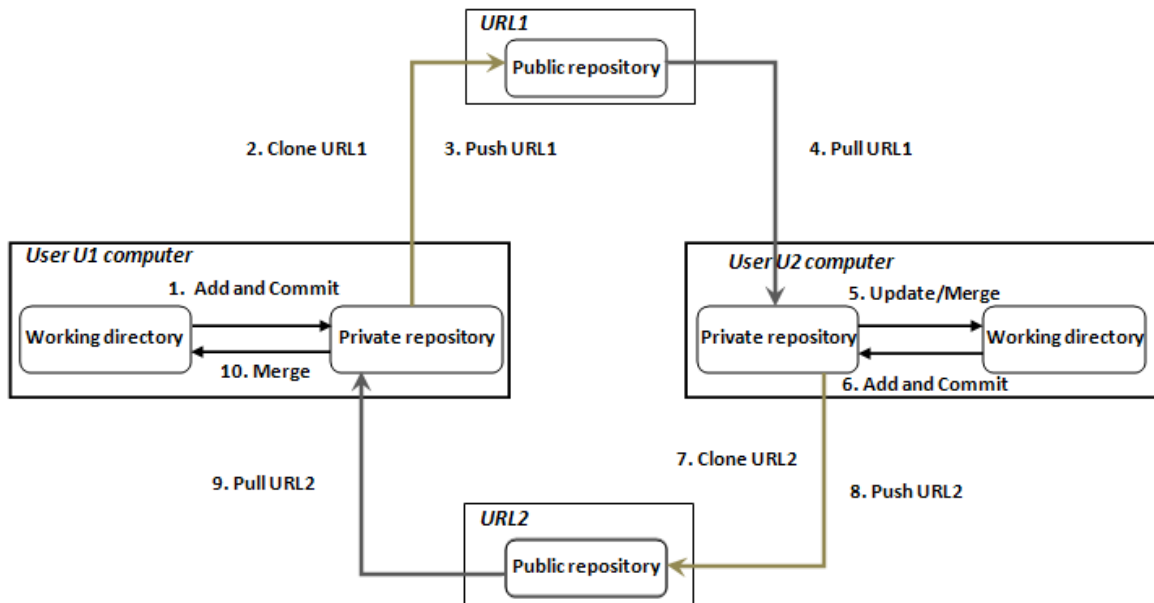 URL1
Public repository
2. Clone URL1
3. Push URL1
4. Pull URL1
User U1 computer
1. Add and Commit
Working directory
Private repository
10. Merge
User U2 computer
5. Update/Merge
Private repository
Working directory
6. Add and Commit
7. Clone URL2
9. Pull URL2
8. Push URL2
URL2
Public repository